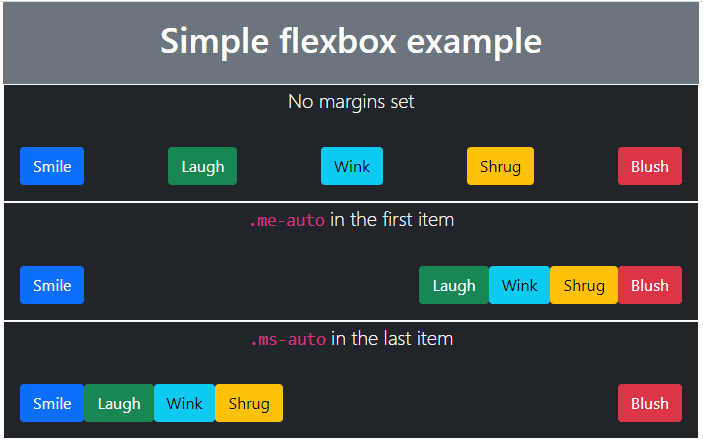 Simple flexbox example
No margins set
Smile Laugh Wink Shrug Blush
.me-auto in the first item
Smile Laugh Wink Shrug Blush
.ms-auto in the last item
Smile Laugh Wink Shrug Blush